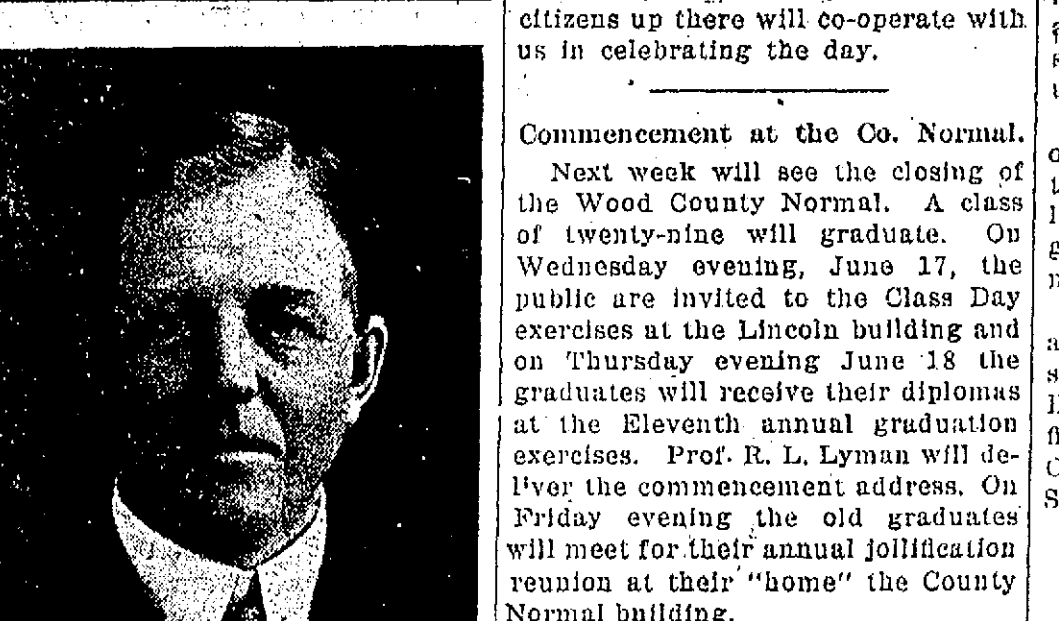 citizens up there will co-operate with
us in celebrating the day.
Commencement at the Co. Normal.
Next week will see the closing of
the Wood County Normal. A class
of twenty-nine will graduate. On
Wednesday evening, June 17, the
public are invited to the Class Day
exercises at the Lincoln building and
on Thursday evening June 18 the
graduates will receive their diplomas
at the Eleventh annual graduation
exercises. Prof. R. L. Lyman will de-
liver the commencement address. On
Friday evening the old graduates
will meet for their annual jollification
reunion at their "home" the County
Normal building.